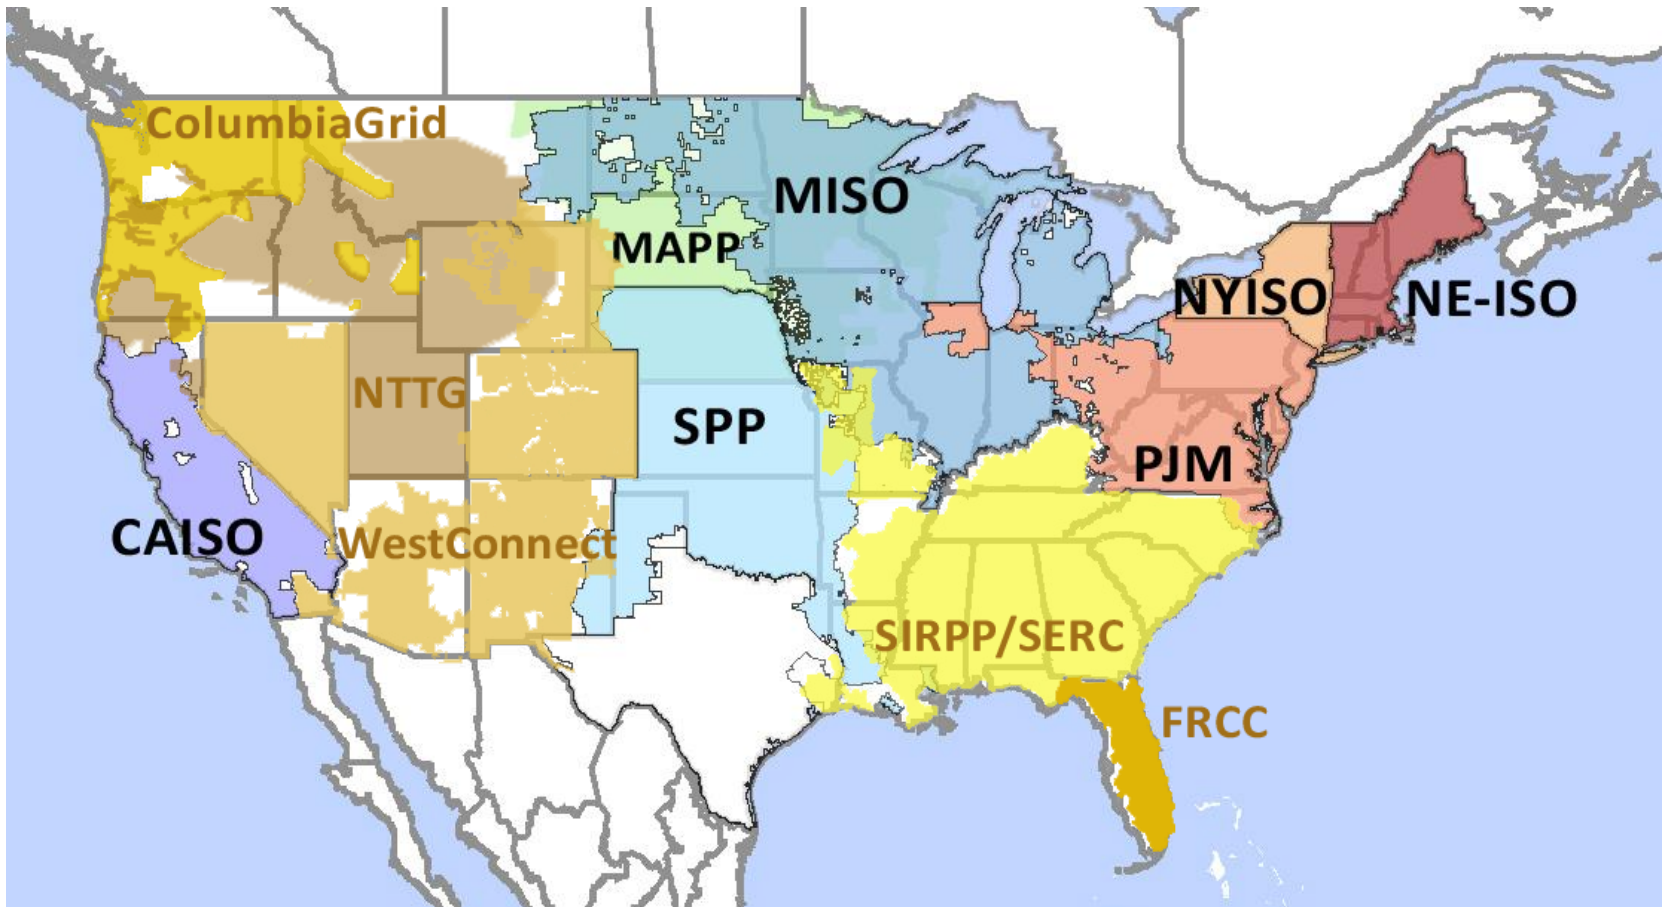 ColumbiaGrid
MISO
MAPP
NYISO
NE-ISO
NTTG
SPP
PJM
CAISO
WestConnect
SIRPP/SERC
FRCC